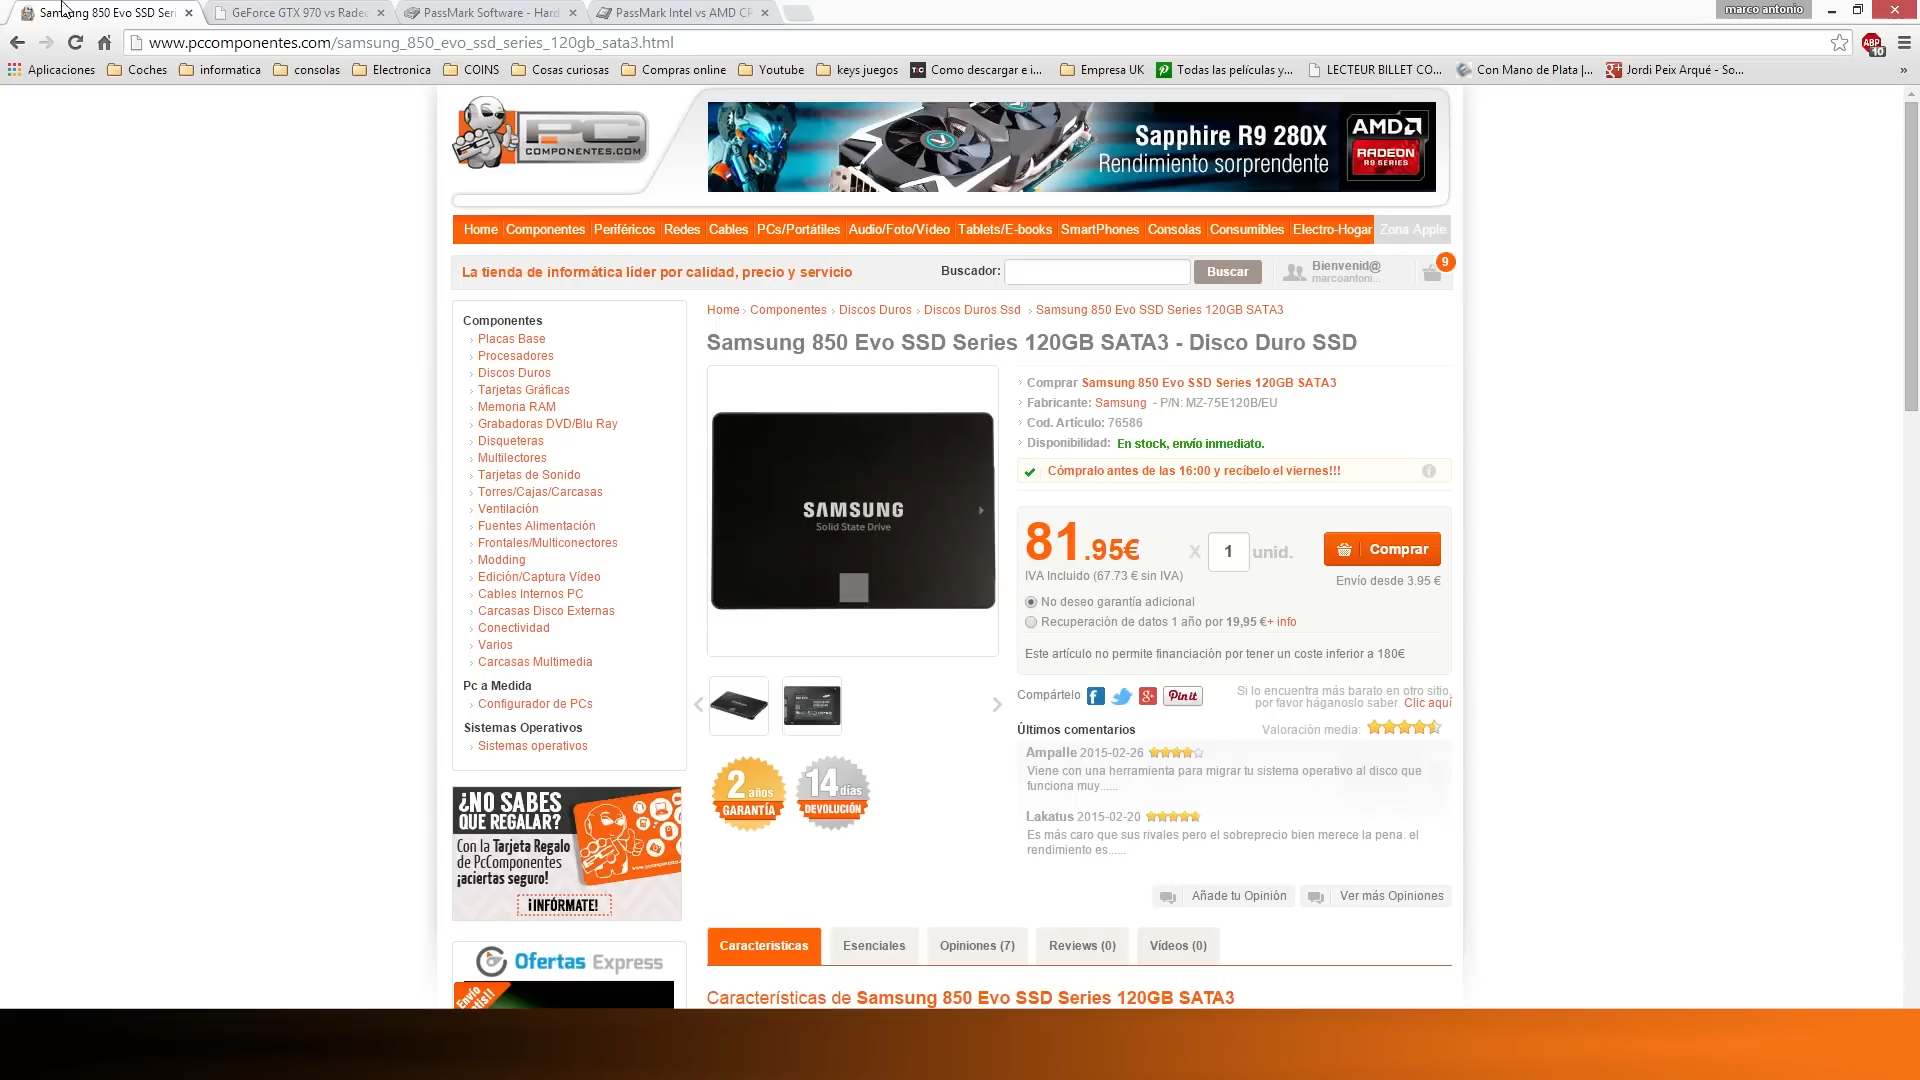 Samsung 850 Evo SSD Seri
GeForce GTX 970 vs Radeo
PassMark Software - Hard
PassMark Intel vs AMD CP
marco antonio
www.pccomponentes.com/samsung_850_evo_ssd_series_120gb_sata3.html
ABP
10
Aplicaciones
Coches
informatica
consolas
Electronica
COINS
Cosas curiosas
Compras online
Youtube
keys juegos
Como descargar e i...
Empresa UK
Todas las películas y...
LECTEUR BILLET CO...
Con Mano de Plata |...
Jordi Peix Arqué - So...
»
PC
COMPONENTES.COM
Sapphire R9 280X
Rendimiento sorprendente
AMD
RADEON
R9 SERIES
Home
Componentes
Periféricos
Redes
Cables
PCs/Portátiles
Audio/Foto/Vídeo
Tablets/E-books
SmartPhones
Consolas
Consumibles
Electro-Hogar
Zona Apple
La tienda de informática líder por calidad, precio y servicio
Buscador:
Buscar
Bienvenid@
marcoantoni...
9
Componentes
Placas Base
Procesadores
Discos Duros
Tarjetas Gráficas
Memoria RAM
Grabadoras DVD/Blu Ray
Disqueteras
Multilectores
Tarjetas de Sonido
Torres/Cajas/Carcasas
Ventilación
Fuentes Alimentación
Frontales/Multiconectores
Modding
Edición/Captura Vídeo
Cables Internos PC
Carcasas Disco Externas
Conectividad
Varios
Carcasas Multimedia
Pc a Medida
Configurador de PCs
Sistemas Operativos
Sistemas operativos
¿NO SABES
QUE REGALAR?
Con la Tarjeta Regalo
de PcComponentes
¡aciertas seguro!
¡INFÓRMATE!
Ofertas Express
Envío
Gratis!!
Home › Componentes › Discos Duros › Discos Duros Ssd › Samsung 850 Evo SSD Series 120GB SATA3
Samsung 850 Evo SSD Series 120GB SATA3 - Disco Duro SSD
SAMSUNG
Solid State Drive
2 años
GARANTÍA
14 días
DEVOLUCIÓN
Comprar Samsung 850 Evo SSD Series 120GB SATA3
Fabricante: Samsung - P/N: MZ-75E120B/EU
Cod. Artículo: 76586
Disponibilidad: En stock, envío inmediato.
Cómpralo antes de las 16:00 y recíbelo el viernes!!!
81.95€
X 1 unid.
Comprar
IVA Incluido (67.73 € sin IVA)
Envío desde 3.95 €
No deseo garantía adicional
Recuperación de datos 1 año por 19,95 €+ info
Este artículo no permite financiación por tener un coste inferior a 180€
Compártelo
Pin it
Si lo encuentra más barato en otro sitio,
por favor háganoslo saber. Clic aquí
Últimos comentarios
Valoración media:
Ampalle 2015-02-26
Viene con una herramienta para migrar tu sistema operativo al disco que
funciona muy......
Lakatus 2015-02-20
Es más caro que sus rivales pero el sobreprecio bien merece la pena. el
rendimiento es......
Añade tu Opinión
Ver más Opiniones
Características
Esenciales
Opiniones (7)
Reviews (0)
Vídeos (0)
Características de Samsung 850 Evo SSD Series 120GB SATA3